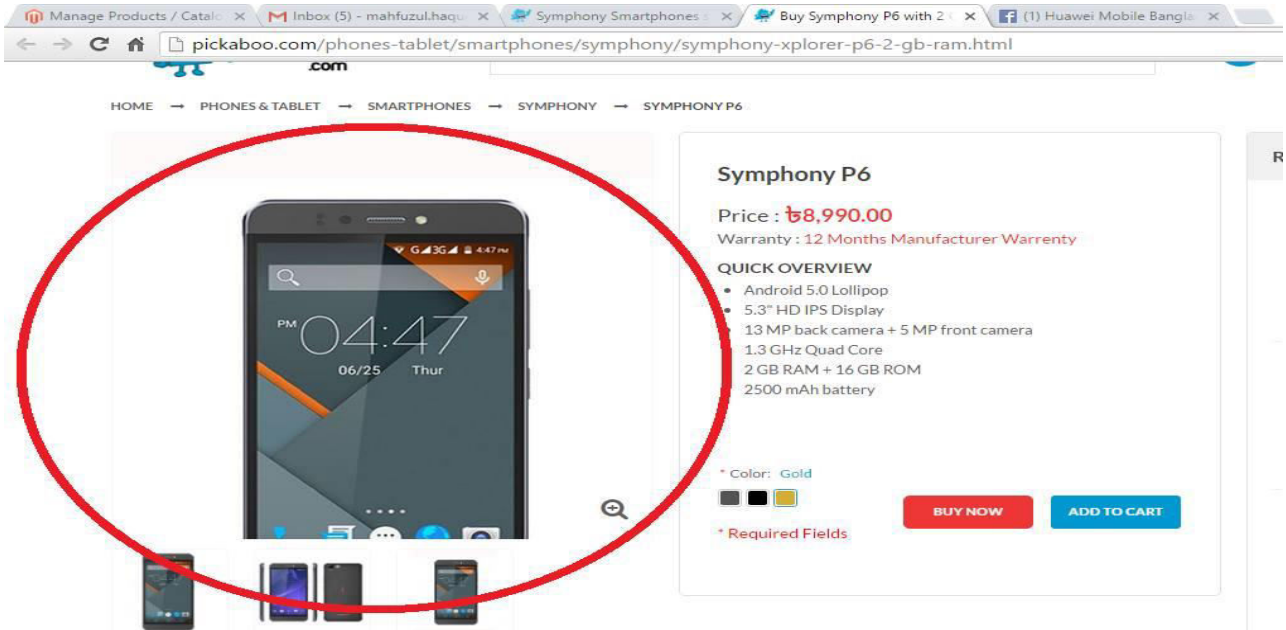 Manage Products / Catalo
Inbox (5) - mahfuzul.haqu
Symphony Smartphones
Buy Symphony P6 with 2
(1) Huawei Mobile Bangla
pickaboo.com/phones-tablet/smartphones/symphony/symphony-xplorer-p6-2-gb-ram.html
.com
HOME → PHONES & TABLET → SMARTPHONES → SYMPHONY → SYMPHONY P6
G 3G 4:47 PM
PM 04:47
06/25 Thur
Symphony P6
Price : ৳8,990.00
Warranty : 12 Months Manufacturer Warrenty
QUICK OVERVIEW
• Android 5.0 Lollipop
• 5.3" HD IPS Display
• 13 MP back camera + 5 MP front camera
1.3 GHz Quad Core
2 GB RAM + 16 GB ROM
2500 mAh battery
* Color: Gold
BUY NOW
ADD TO CART
* Required Fields
R